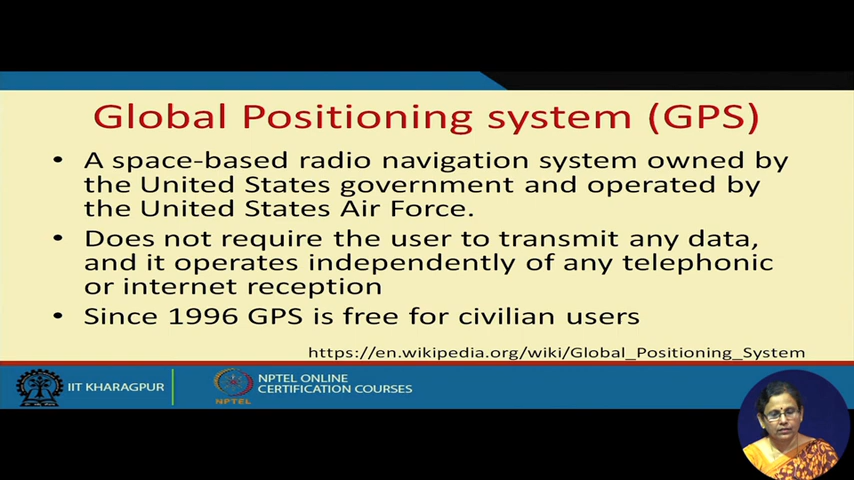 Global Positioning system (GPS)
• A space-based radio navigation system owned by
the United States government and operated by
the United States Air Force.
• Does not require the user to transmit any data,
and it operates independently of any telephonic
or internet reception
• Since 1996 GPS is free for civilian users
https://en.wikipedia.org/wiki/Global_Positioning_System
IIT KHARAGPUR
NPTEL
NPTEL ONLINE
CERTIFICATION COURSES